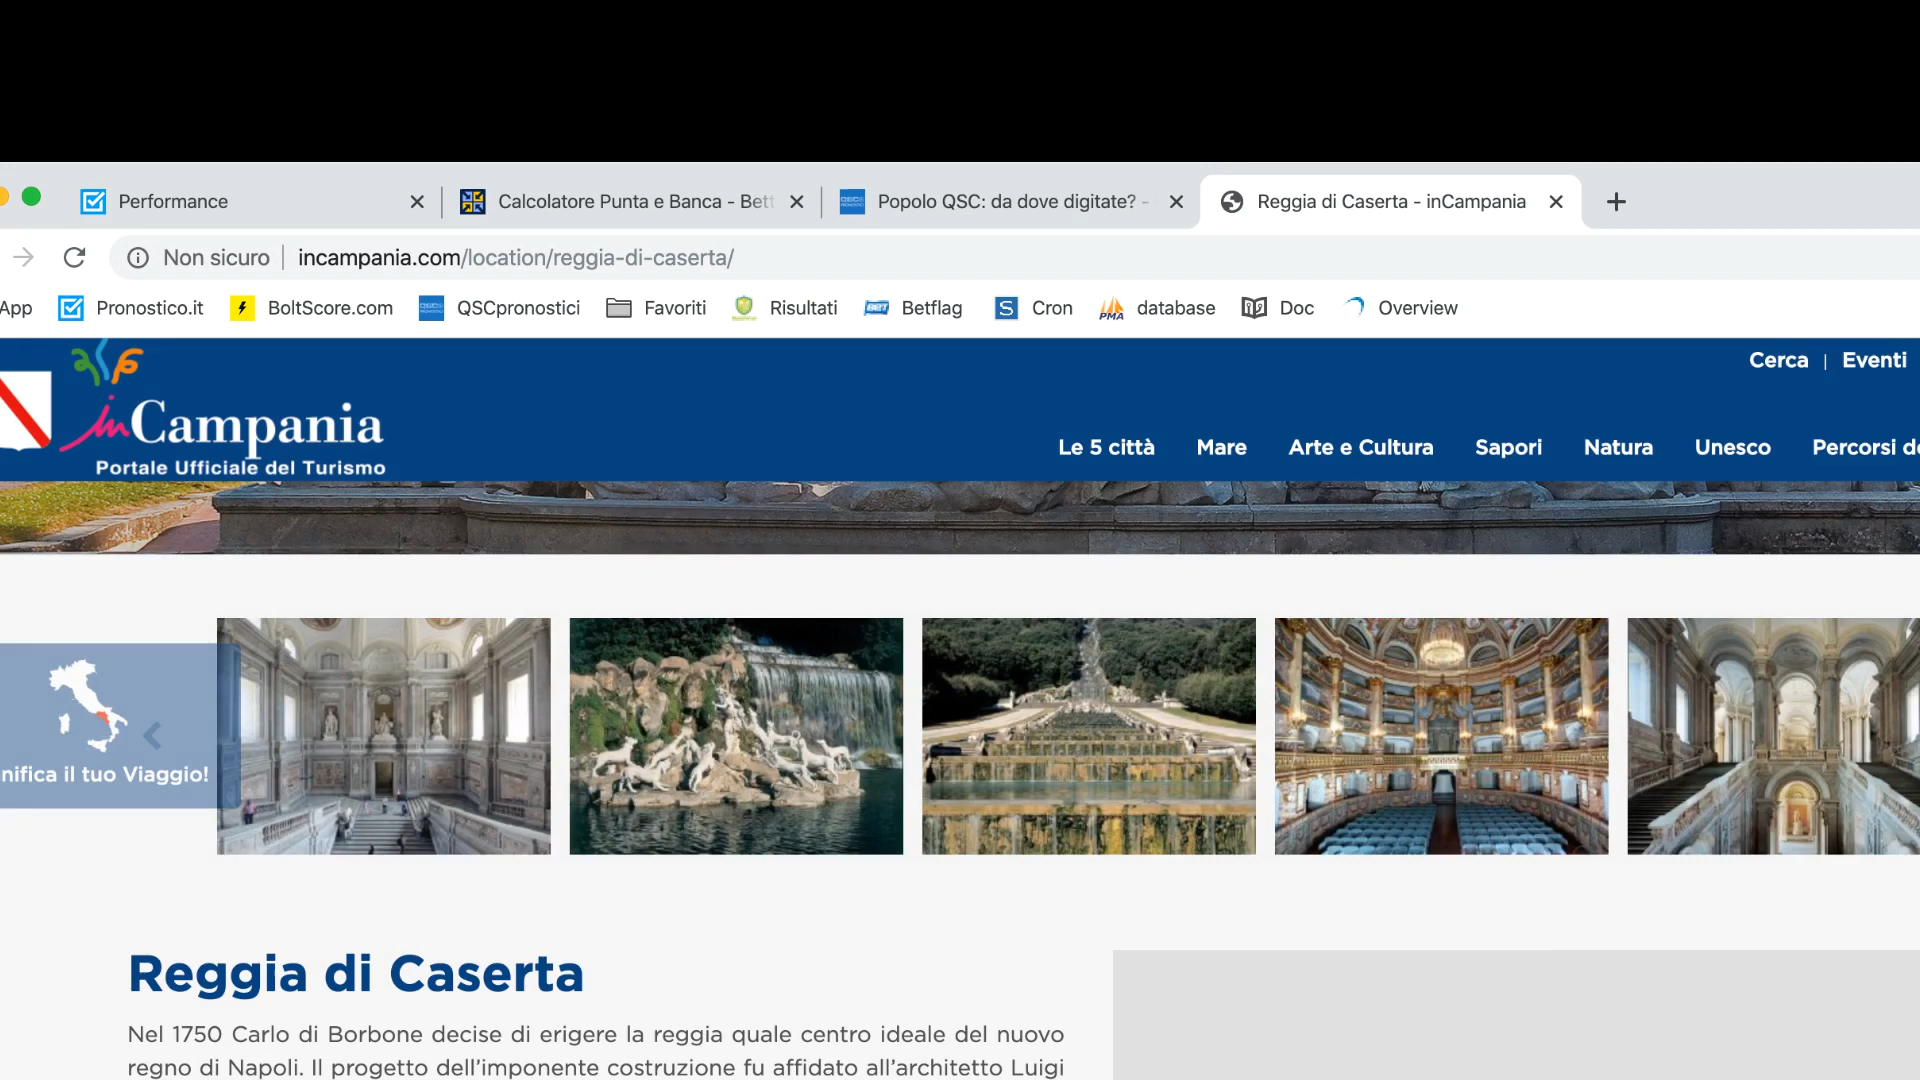 Performance
Calcolatore Punta e Banca - Bett
Popolo QSC: da dove digitate? -
Reggia di Caserta - inCampania
Non sicuro
incampania.com/location/reggia-di-caserta/
App
Pronostico.it
BoltScore.com
QSCpronostici
Favoriti
Risultati
Betflag
Cron
database
Doc
Overview
Cerca | Eventi
inCampania
Portale Ufficiale del Turismo
Le 5 città
Mare
Arte e Cultura
Sapori
Natura
Unesco
Percorsi de
nifica il tuo Viaggio!
Reggia di Caserta
Nel 1750 Carlo di Borbone decise di erigere la reggia quale centro ideale del nuovo
regno di Napoli. Il progetto dell’imponente costruzione fu affidato all’architetto Luigi